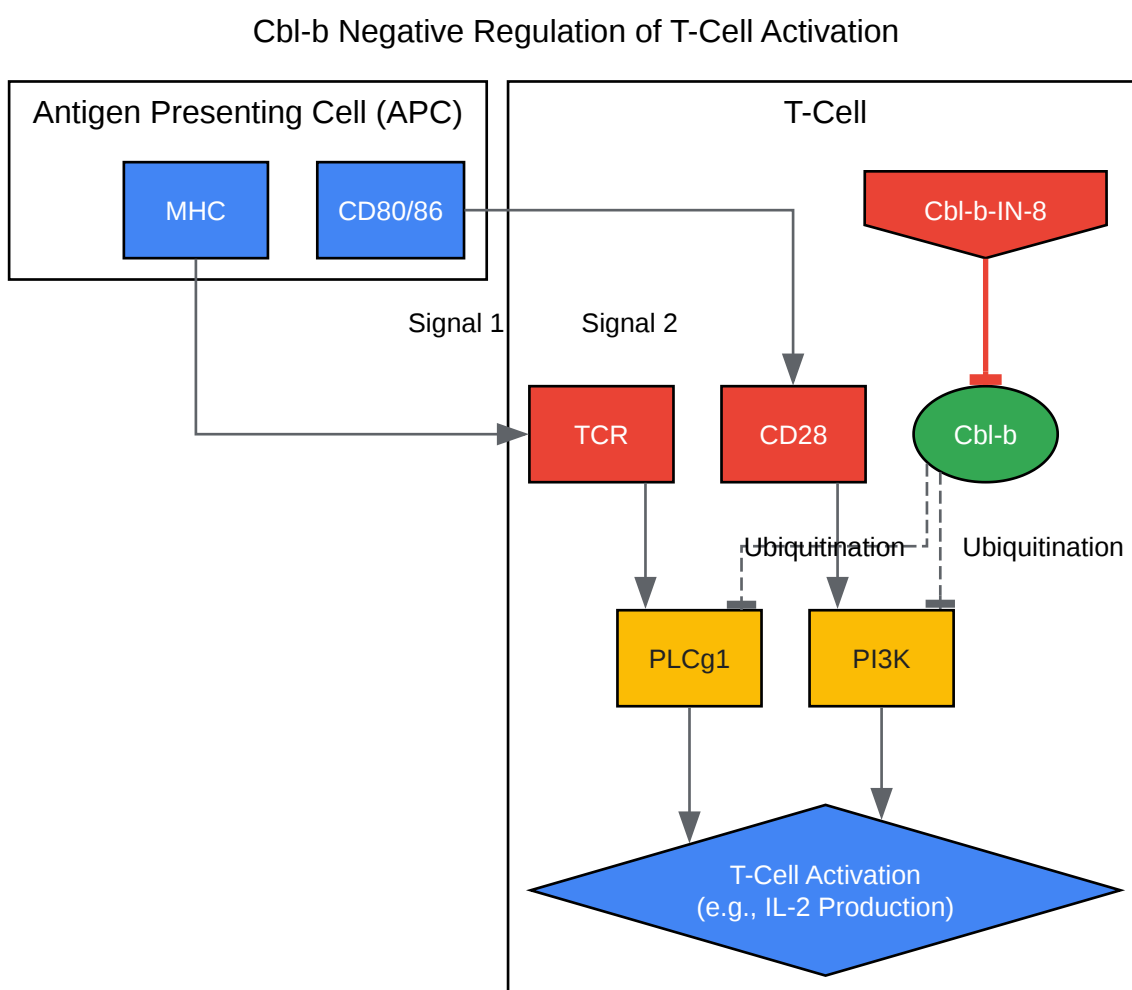 Cbl-b Negative Regulation of T-Cell Activation
Antigen Presenting Cell (APC)
T-Cell
MHC
CD80/86
Cbl-b-IN-8
Signal 1
Signal 2
TCR
CD28
Cbl-b
Ubiquitination
Ubiquitination
PLCg1
PI3K
T-Cell Activation
(e.g., IL-2 Production)